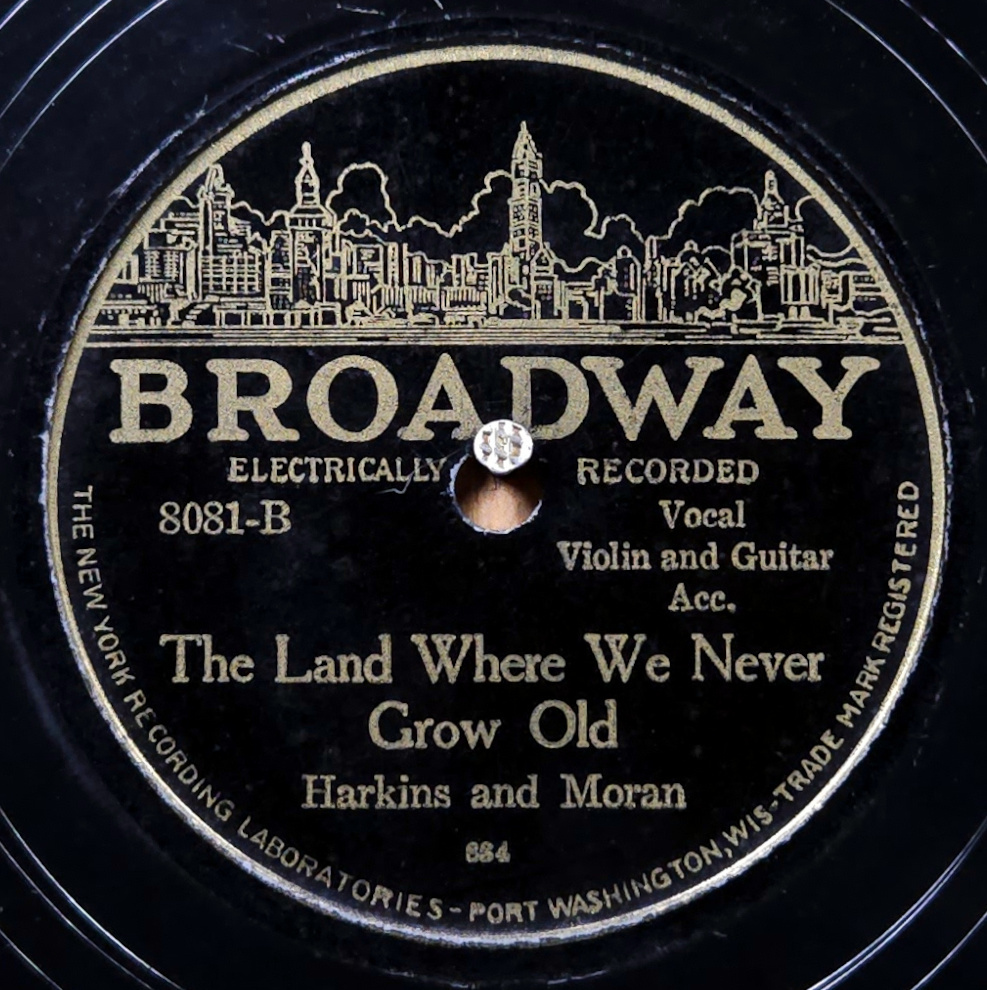 BROADWAY
ELECTRICALLY RECORDED
8081-B
Vocal
Violin and Guitar
Acc.
The Land Where We Never
Grow Old
Harkins and Moran
664
THE NEW YORK RECORDING LABORATORIES - PORT WASHINGTON, WIS - TRADE MARK REGISTERED